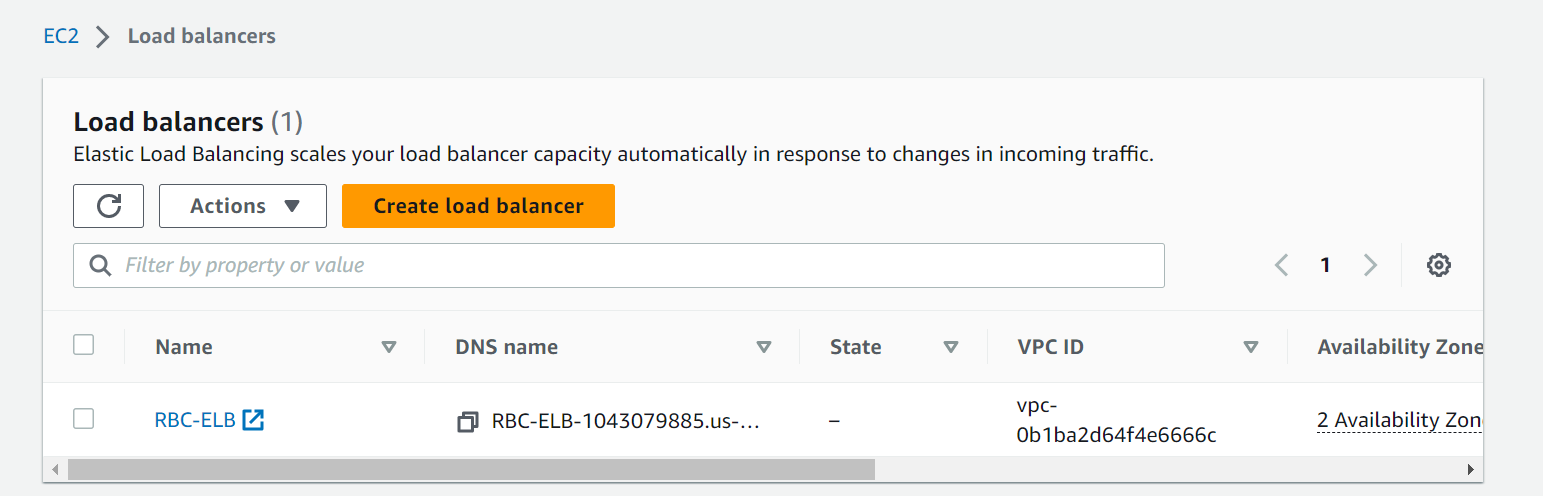 EC2 Load balancers
Load balancers (1)
Elastic Load Balancing scales your load balancer capacity automatically in response to changes in incoming traffic.
Actions Create load balancer
Filter by property or value 1
Name DNS name State VPC ID Availability Zone
RBC-ELB RBC-ELB-1043079885.us-... – vpc-
0b1ba2d64f4e6666c 2 Availability Zon